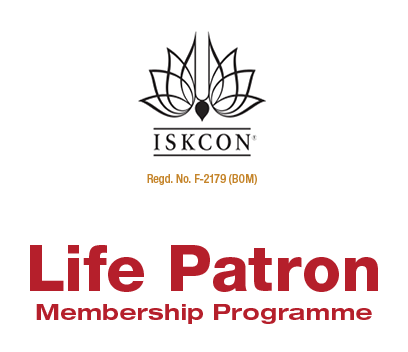 ISKCON®
Regd. No. F-2179 (BOM)
Life Patron
Membership Programme